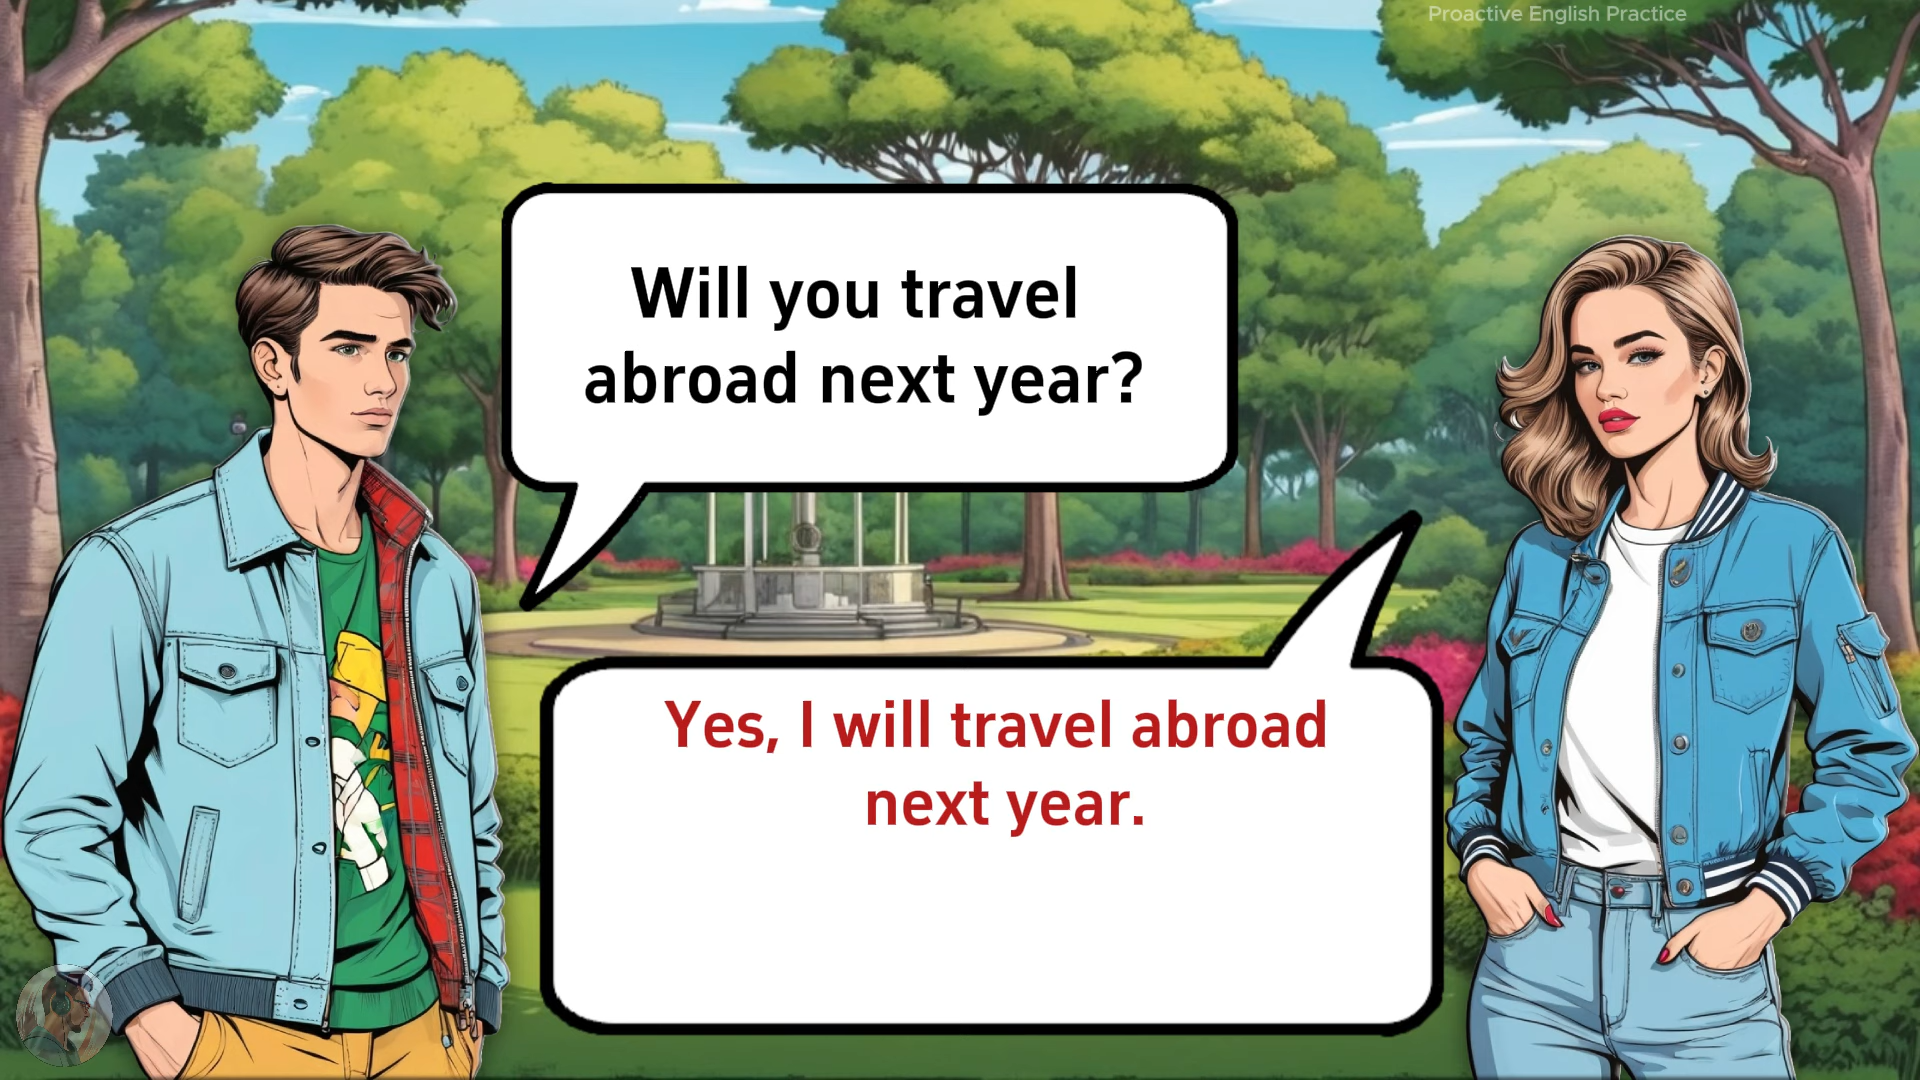 Proactive English Practice
Will you travel
abroad next year?
Yes, I will travel abroad
next year.